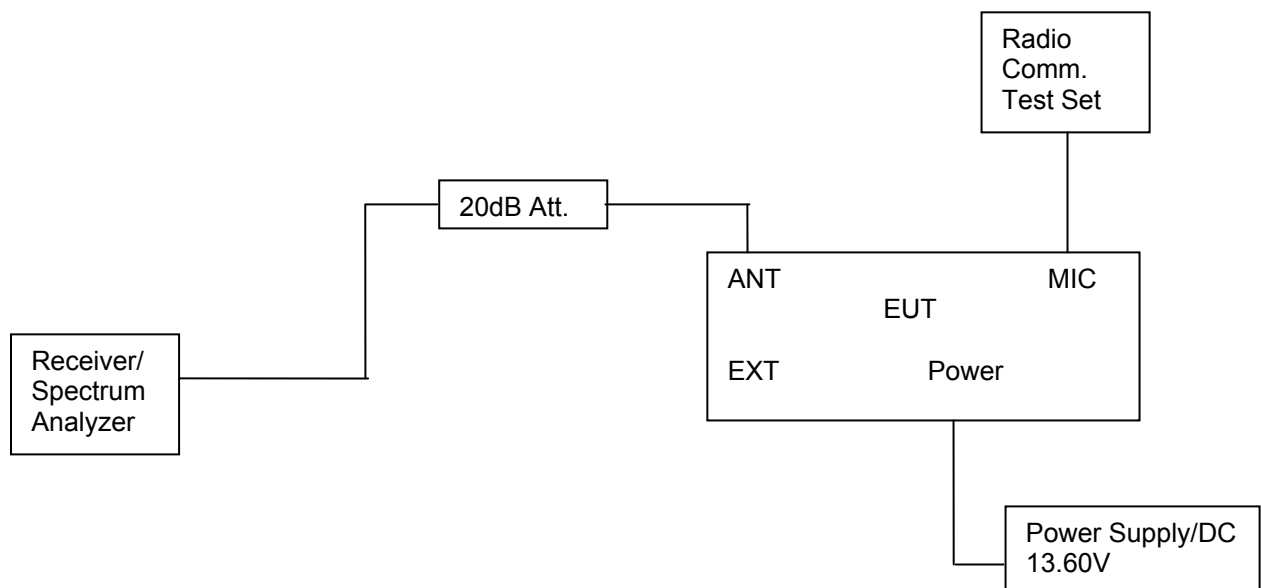 Radio
Comm.
Test Set
20dB Att.
ANT MIC
EUT
EXT Power
Receiver/
Spectrum
Analyzer
Power Supply/DC
13.60V